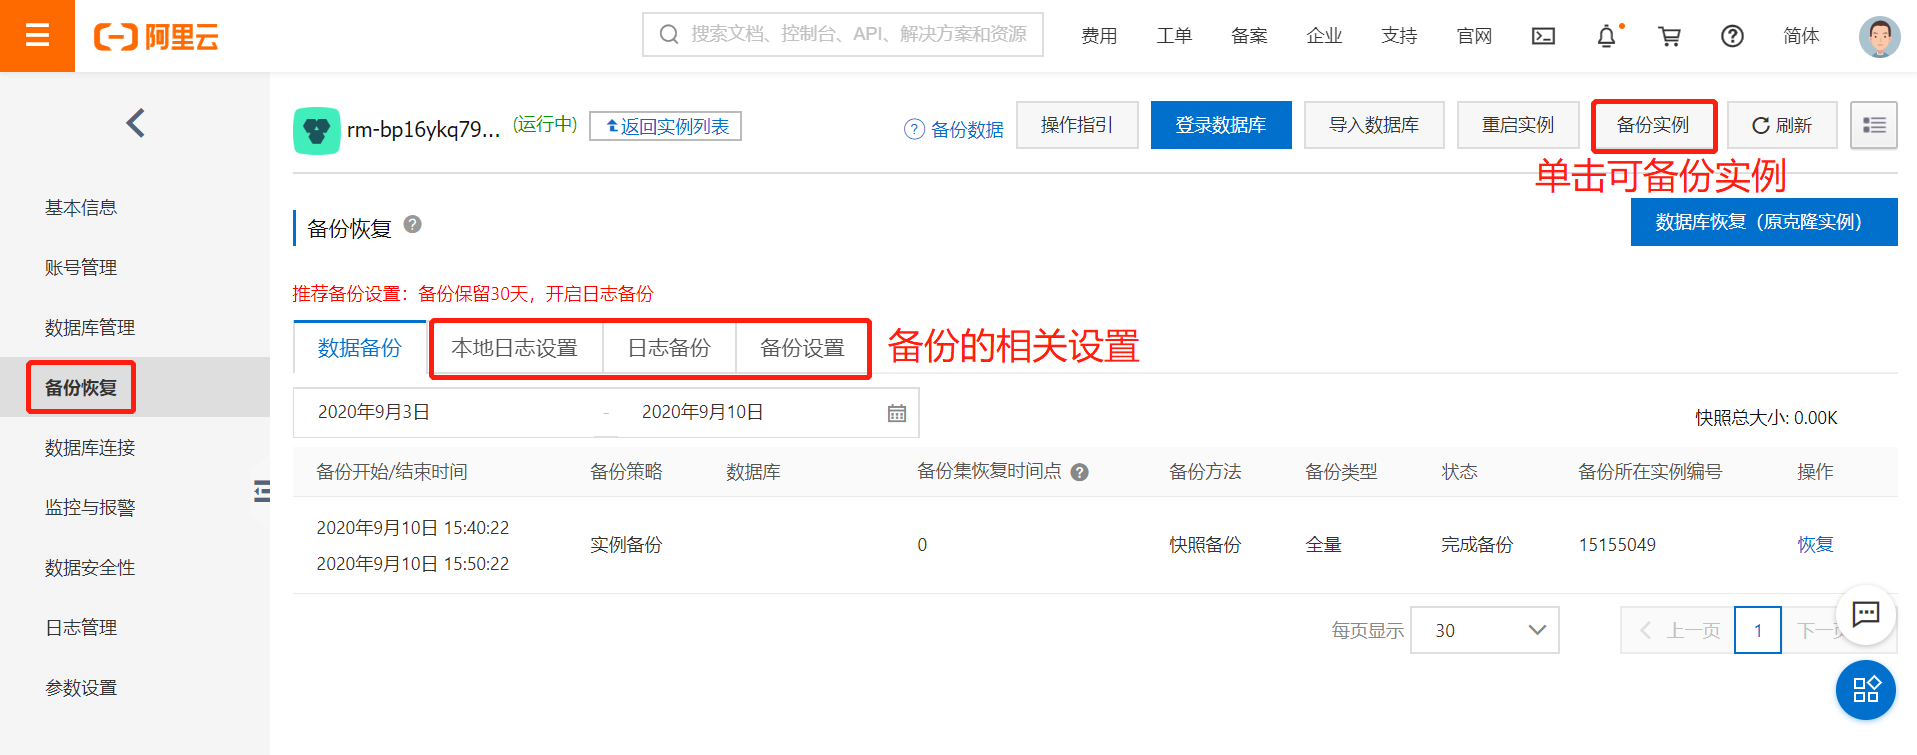 阿里云
搜索文档、控制台、API、解决方案和资源
费用 工单 备案 企业 支持 官网 简体
rm-bp16ykq79... (运行中) 返回实例列表 备份数据 操作指引 登录数据库 导入数据库 重启实例 备份实例 刷新
单击可备份实例
基本信息
账号管理
数据库管理
备份恢复
数据库连接
监控与报警
数据安全性
日志管理
参数设置
备份恢复
数据库恢复（原克隆实例）
推荐备份设置：备份保留30天，开启日志备份
数据备份 本地日志设置 日志备份 备份设置 备份的相关设置
2020年9月3日 - 2020年9月10日
快照总大小: 0.00K
备份开始/结束时间 备份策略 数据库 备份集恢复时间点 备份方法 备份类型 状态 备份所在实例编号 操作
2020年9月10日 15:40:22
2020年9月10日 15:50:22
实例备份 0 快照备份 全量 完成备份 15155049 恢复
每页显示 30 上一页 1 下一